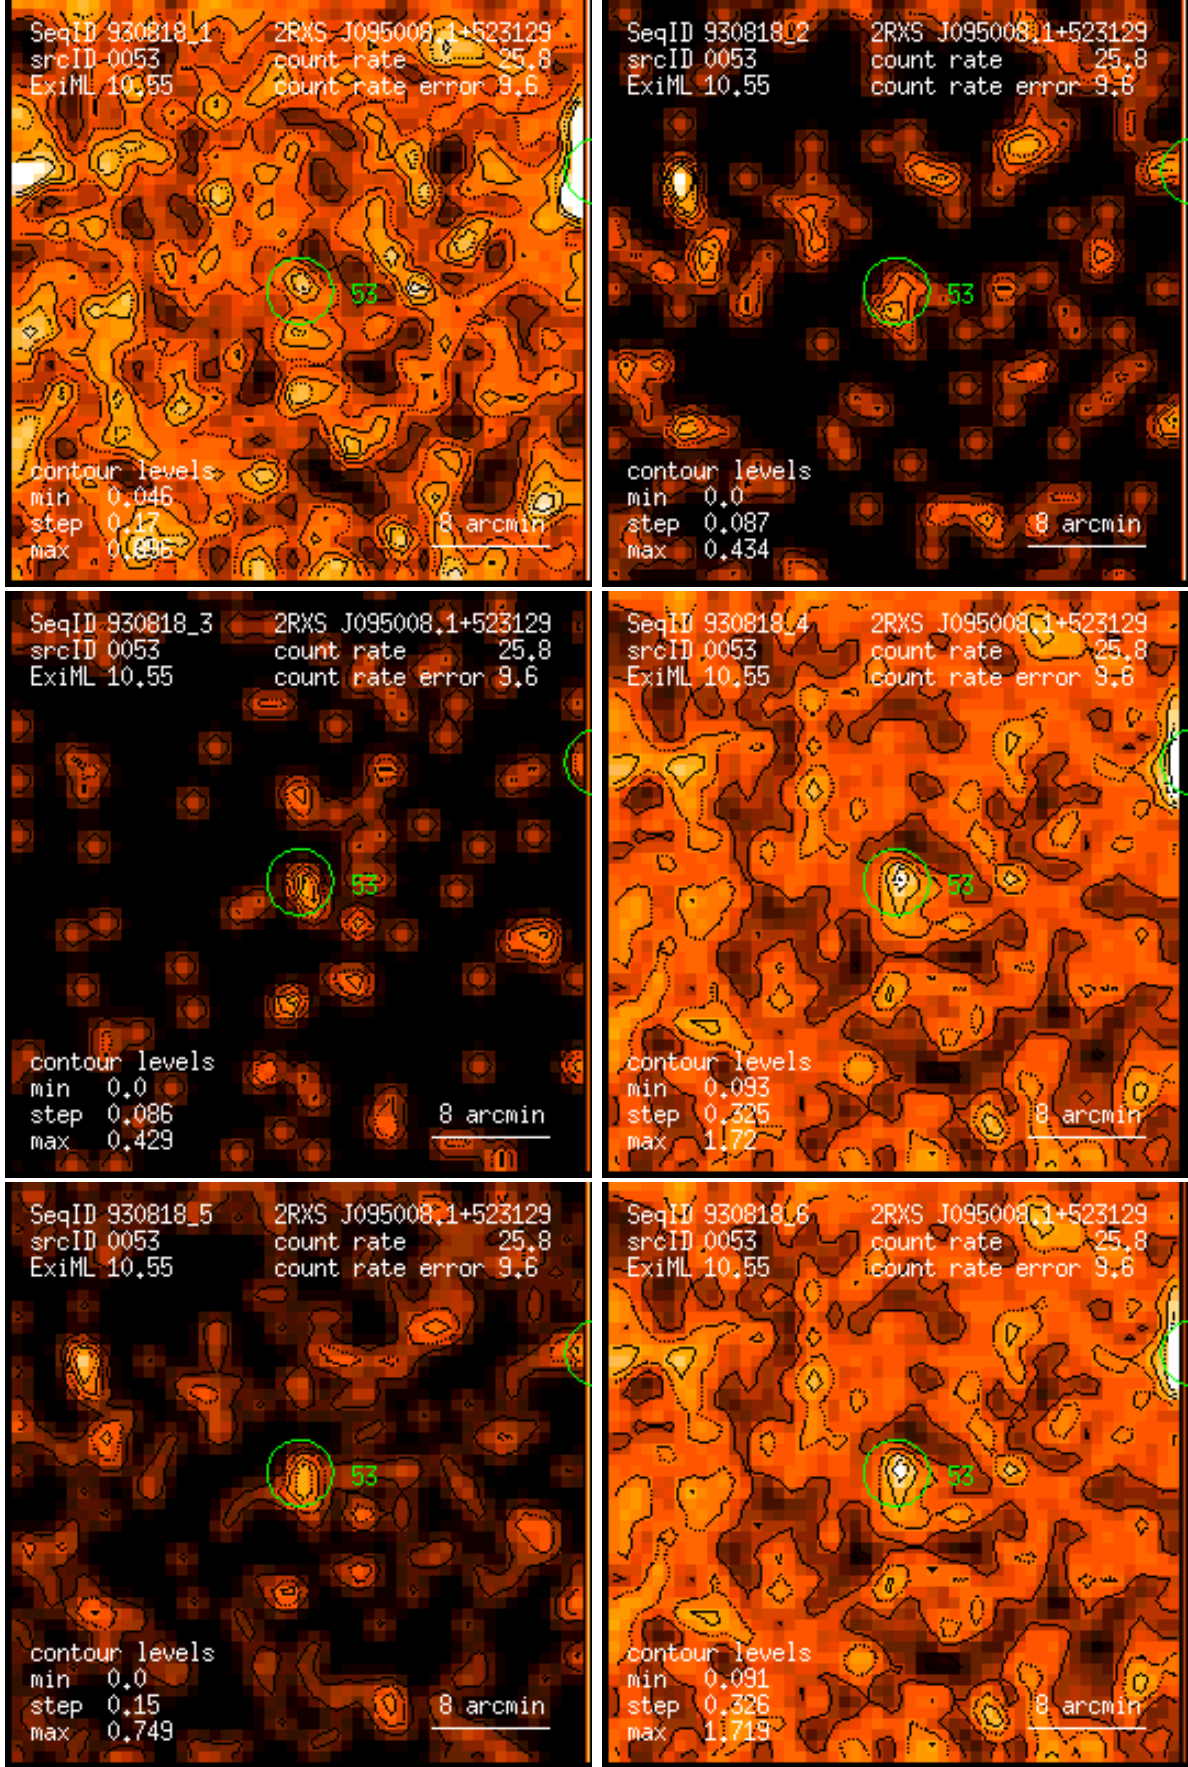 SeqID 930818_1 2RXS J095008.1+523129
srcID 0053 count rate 25.8
ExiML 10.55 count rate error 9.6
53
contour levels
min 0.046
step 0.17
max 0.896
8 arcmin
SeqID 930818_2 2RXS J095008.1+523129
srcID 0053 count rate 25.8
ExiML 10.55 count rate error 9.6
53
contour levels
min 0.0
step 0.087
max 0.434
8 arcmin
SeqID 930818_3 2RXS J095008.1+523129
srcID 0053 count rate 25.8
ExiML 10.55 count rate error 9.6
53
contour levels
min 0.0
step 0.086
max 0.429
8 arcmin
SeqID 930818_4 2RXS J095008.1+523129
srcID 0053 count rate 25.8
ExiML 10.55 count rate error 9.6
53
contour levels
min 0.093
step 0.325
max 1.72
8 arcmin
SeqID 930818_5 2RXS J095008.1+523129
srcID 0053 count rate 25.8
ExiML 10.55 count rate error 9.6
53
contour levels
min 0.0
step 0.15
max 0.749
8 arcmin
SeqID 930818_6 2RXS J095008.1+523129
srcID 0053 count rate 25.8
ExiML 10.55 count rate error 9.6
53
contour levels
min 0.091
step 0.326
max 1.719
8 arcmin